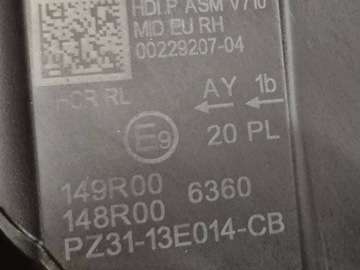 HDLP ASM V710
MID EU RH
00229207-04
HCR RL
AY 1b
E9
20 PL
149R00 6360
148R00
PZ31-13E014-CB